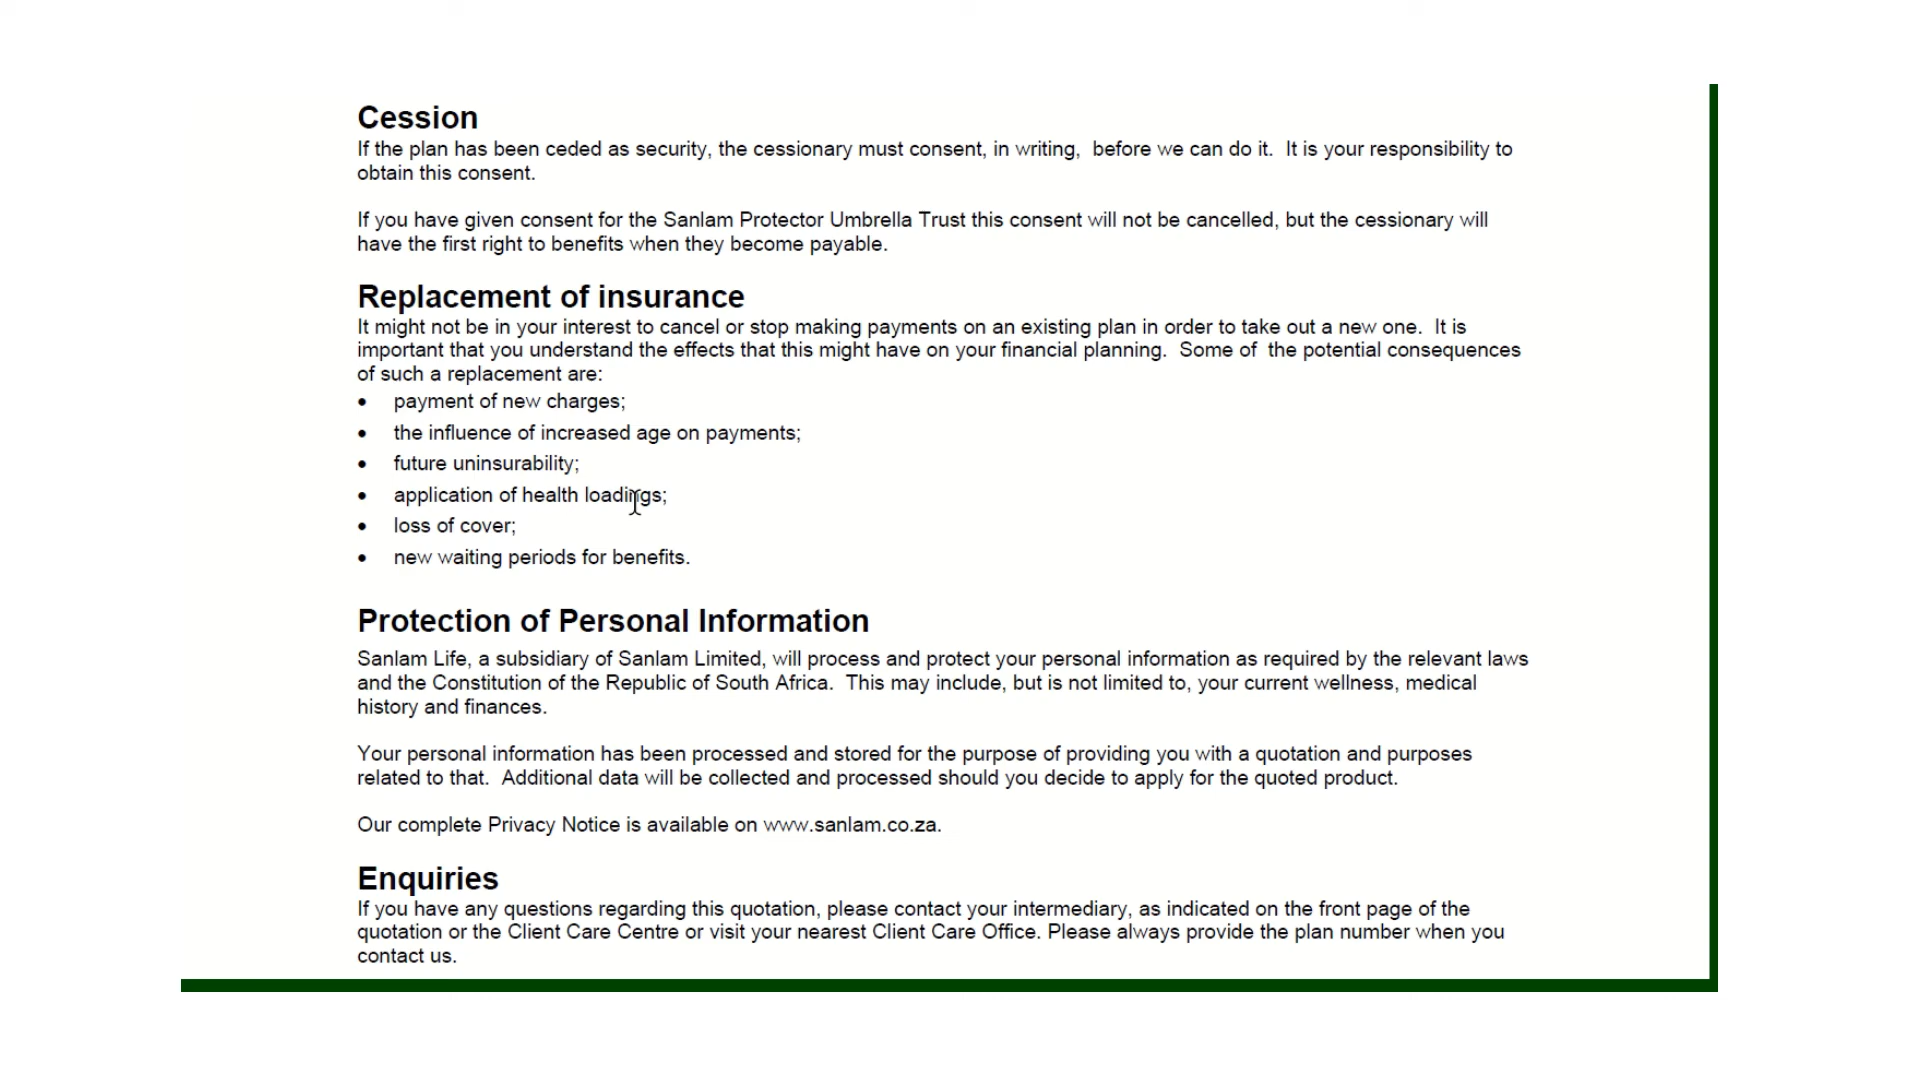 Cession
If the plan has been ceded as security, the cessionary must consent, in writing,  before we can do it.  It is your responsibility to
obtain this consent.
If you have given consent for the Sanlam Protector Umbrella Trust this consent will not be cancelled, but the cessionary will
have the first right to benefits when they become payable.
Replacement of insurance
It might not be in your interest to cancel or stop making payments on an existing plan in order to take out a new one.  It is
important that you understand the effects that this might have on your financial planning.  Some of  the potential consequences
of such a replacement are:
• payment of new charges;
• the influence of increased age on payments;
• future uninsurability;
• application of health loadings;
• loss of cover;
• new waiting periods for benefits.
Protection of Personal Information
Sanlam Life, a subsidiary of Sanlam Limited, will process and protect your personal information as required by the relevant laws
and the Constitution of the Republic of South Africa.  This may include, but is not limited to, your current wellness, medical
history and finances.
Your personal information has been processed and stored for the purpose of providing you with a quotation and purposes
related to that.  Additional data will be collected and processed should you decide to apply for the quoted product.
Our complete Privacy Notice is available on www.sanlam.co.za.
Enquiries
If you have any questions regarding this quotation, please contact your intermediary, as indicated on the front page of the
quotation or the Client Care Centre or visit your nearest Client Care Office. Please always provide the plan number when you
contact us.